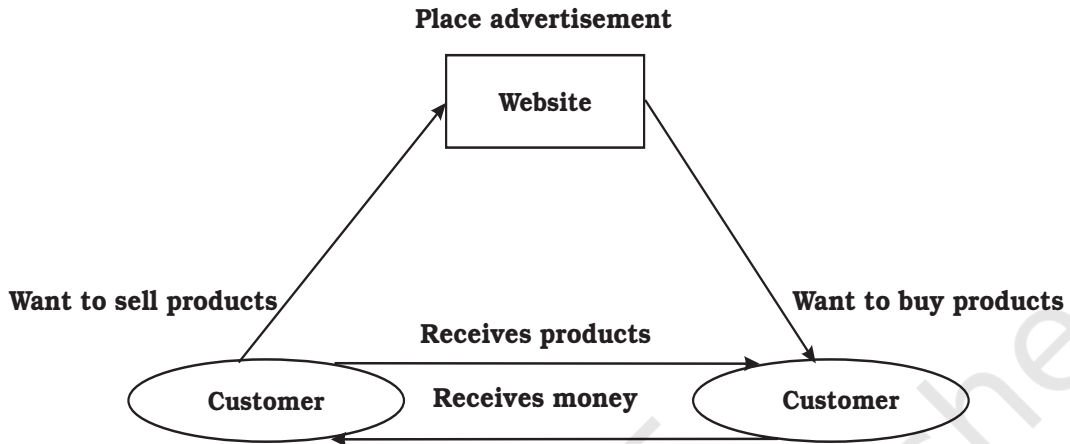 Place advertisement
Website
Want to sell products
Want to buy products
Receives products
Customer
Receives money
Customer